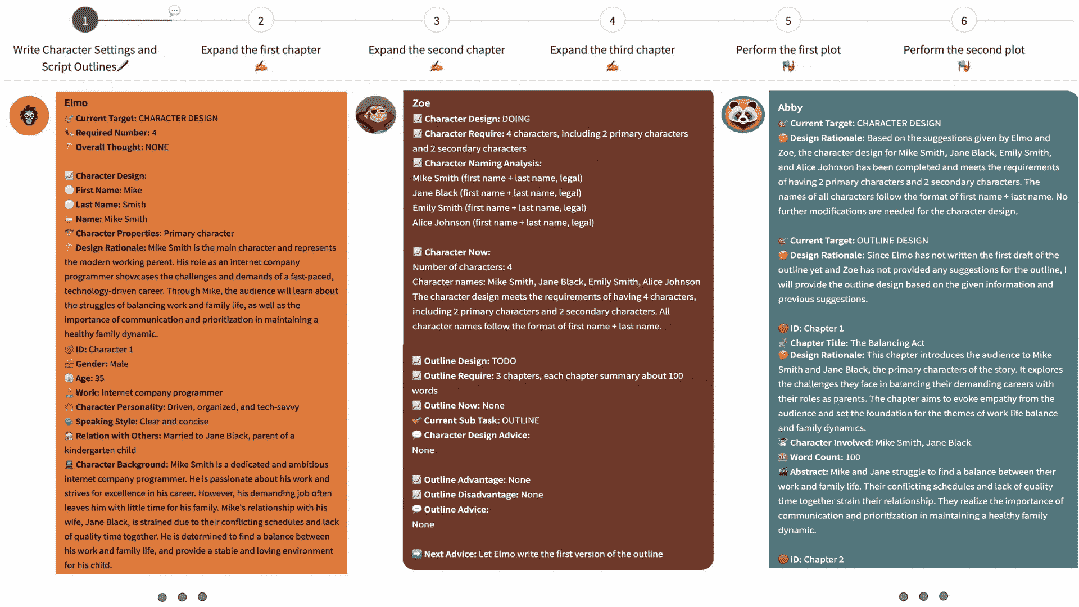 1
2
3
4
5
6
Write Character Settings and
Script Outlines
Expand the first chapter
Expand the second chapter
Expand the third chapter
Perform the first plot
Perform the second plot
Elmo
Current Target: CHARACTER DESIGN
Required Number: 4
Overall Thought: NONE
Character Design:
First Name: Mike
Last Name: Smith
Name: Mike Smith
Character Properties: Primary character
Design Rationale: Mike Smith is the main character and represents
the modern working parent. His role as an internet company
programmer showcases the challenges and demands of a fast-paced,
technology-driven career. Through Mike, the audience will learn about
the struggles of balancing work and family life, as well as the
importance of communication and prioritization in maintaining a
healthy family dynamic.
ID: Character 1
Gender: Male
Age: 35
Work: Internet company programmer
Character Personality: Driven, organized, and tech-savvy
Speaking Style: Clear and concise
Relation with Others: Married to Jane Black, parent of a
kindergarten child
Character Background: Mike Smith is a dedicated and ambitious
internet company programmer. He is passionate about his work and
strives for excellence in his career. However, his demanding job often
leaves him with little time for his family. Mike's relationship with his
wife, Jane Black, is strained due to their conflicting schedules and lack
of quality time together. He is determined to find a balance between
his work and family life, and provide a stable and loving environment
for his child.
Zoe
Character Design: DOING
Character Require: 4 characters, including 2 primary characters
and 2 secondary characters
Character Naming Analysis:
Mike Smith (first name + last name, legal)
Jane Black (first name + last name, legal)
Emily Smith (first name + last name, legal)
Alice Johnson (first name + last name, legal)
Character Now:
Number of characters: 4
Character names: Mike Smith, Jane Black, Emily Smith, Alice Johnson
The character design meets the requirements of having 4 characters,
including 2 primary characters and 2 secondary characters. All
character names follow the format of first name + last name.
Outline Design: TODO
Outline Require: 3 chapters, each chapter summary about 100
words
Outline Now: None
Current Sub Task: OUTLINE
Character Design Advice:
None
Outline Advantage: None
Outline Disadvantage: None
Outline Advice:
None
Next Advice: Let Elmo write the first version of the outline
Abby
Current Target: CHARACTER DESIGN
Design Rationale: Based on the suggestions given by Elmo and
Zoe, the character design for Mike Smith, Jane Black, Emily Smith,
and Alice Johnson has been completed and meets the requirements
of having 2 primary characters and 2 secondary characters. The
names of all characters follow the format of first name + last name. No
further modifications are needed for the character design.
Current Target: OUTLINE DESIGN
Design Rationale: Since Elmo has not written the first draft of the
outline yet and Zoe has not provided any suggestions for the outline, I
will provide the outline design based on the given information and
previous suggestions.
ID: Chapter 1
Chapter Title: The Balancing Act
Design Rationale: This chapter introduces the audience to Mike
Smith and Jane Black, the primary characters of the story. It explores
the challenges they face in balancing their demanding careers with
their roles as parents. The chapter aims to evoke empathy from the
audience and set the foundation for the themes of work life balance
and family dynamics.
Character Involved: Mike Smith, Jane Black
Word Count: 100
Abstract: Mike and Jane struggle to find a balance between their
work and family life. Their conflicting schedules and lack of quality
time together strain their relationship. They realize the importance of
communication and prioritization in maintaining a healthy family
dynamic.
ID: Chapter 2